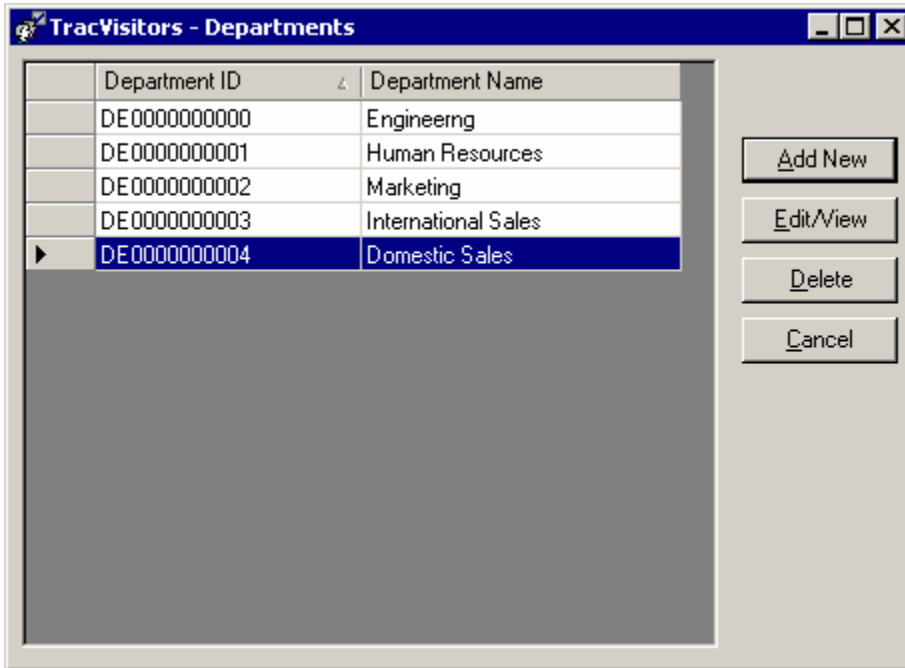 TracVisitors - Departments
Department ID Department Name
DE0000000000 Engineerng
DE0000000001 Human Resources
DE0000000002 Marketing
DE0000000003 International Sales
DE0000000004 Domestic Sales
Add New
Edit/View
Delete
Cancel